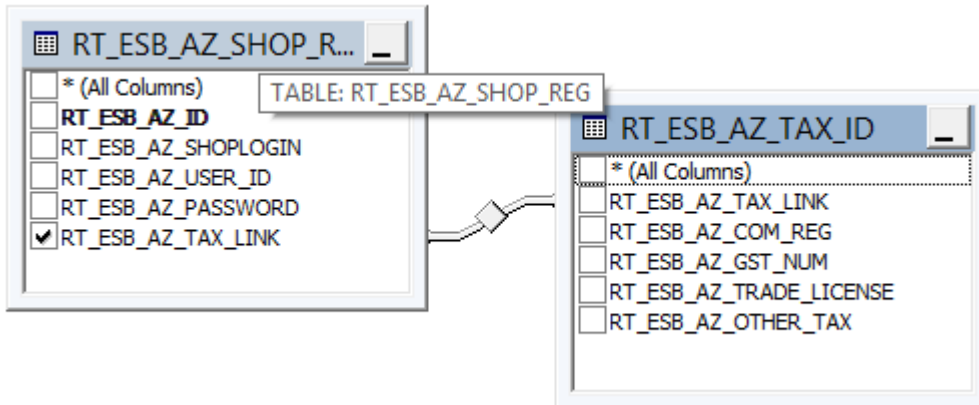 RT_ESB_AZ_SHOP_R...
* (All Columns)
RT_ESB_AZ_ID
RT_ESB_AZ_SHOPLOGIN
RT_ESB_AZ_USER_ID
RT_ESB_AZ_PASSWORD
RT_ESB_AZ_TAX_LINK
TABLE: RT_ESB_AZ_SHOP_REG
RT_ESB_AZ_TAX_ID
* (All Columns)
RT_ESB_AZ_TAX_LINK
RT_ESB_AZ_COM_REG
RT_ESB_AZ_GST_NUM
RT_ESB_AZ_TRADE_LICENSE
RT_ESB_AZ_OTHER_TAX